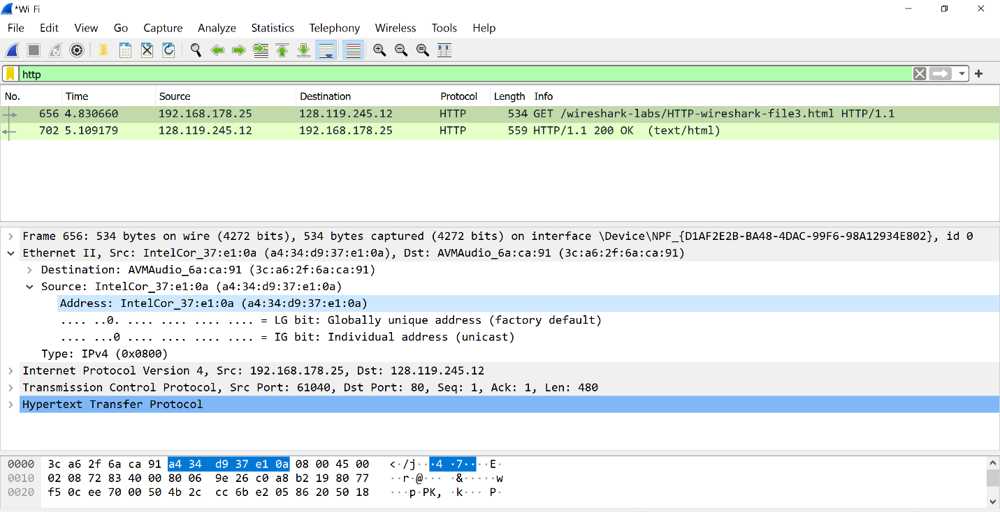 *Wi Fi
File Edit View Go Capture Analyze Statistics Telephony Wireless Tools Help
http
No. Time Source Destination Protocol Length Info
656 4.830660 192.168.178.25 128.119.245.12 HTTP 534 GET /wireshark-labs/HTTP-wireshark-file3.html HTTP/1.1
702 5.109179 128.119.245.12 192.168.178.25 HTTP 559 HTTP/1.1 200 OK (text/html)
Frame 656: 534 bytes on wire (4272 bits), 534 bytes captured (4272 bits) on interface \Device\NPF_{D1AF2E2B-BA48-4DAC-99F6-98A12934E802}, id 0
Ethernet II, Src: IntelCor_37:e1:0a (a4:34:d9:37:e1:0a), Dst: AVMAudio_6a:ca:91 (3c:a6:2f:6a:ca:91)
Destination: AVMAudio_6a:ca:91 (3c:a6:2f:6a:ca:91)
Source: IntelCor_37:e1:0a (a4:34:d9:37:e1:0a)
Address: IntelCor_37:e1:0a (a4:34:d9:37:e1:0a)
.... ..0. .... .... .... .... = LG bit: Globally unique address (factory default)
.... ...0 .... .... .... .... = IG bit: Individual address (unicast)
Type: IPv4 (0x0800)
Internet Protocol Version 4, Src: 192.168.178.25, Dst: 128.119.245.12
Transmission Control Protocol, Src Port: 61040, Dst Port: 80, Seq: 1, Ack: 1, Len: 480
Hypertext Transfer Protocol
0000 3c a6 2f 6a ca 91 a4 34 d9 37 e1 0a 08 00 45 00 <·/j···4 ·7····E·
0010 02 08 72 83 40 00 80 06 9e 26 c0 a8 b2 19 80 77 ··r·@··· ·&·····w
0020 f5 0c ee 70 00 50 4b 2c cc 6b e2 05 86 20 50 18 ···p·PK, ·k··· P·